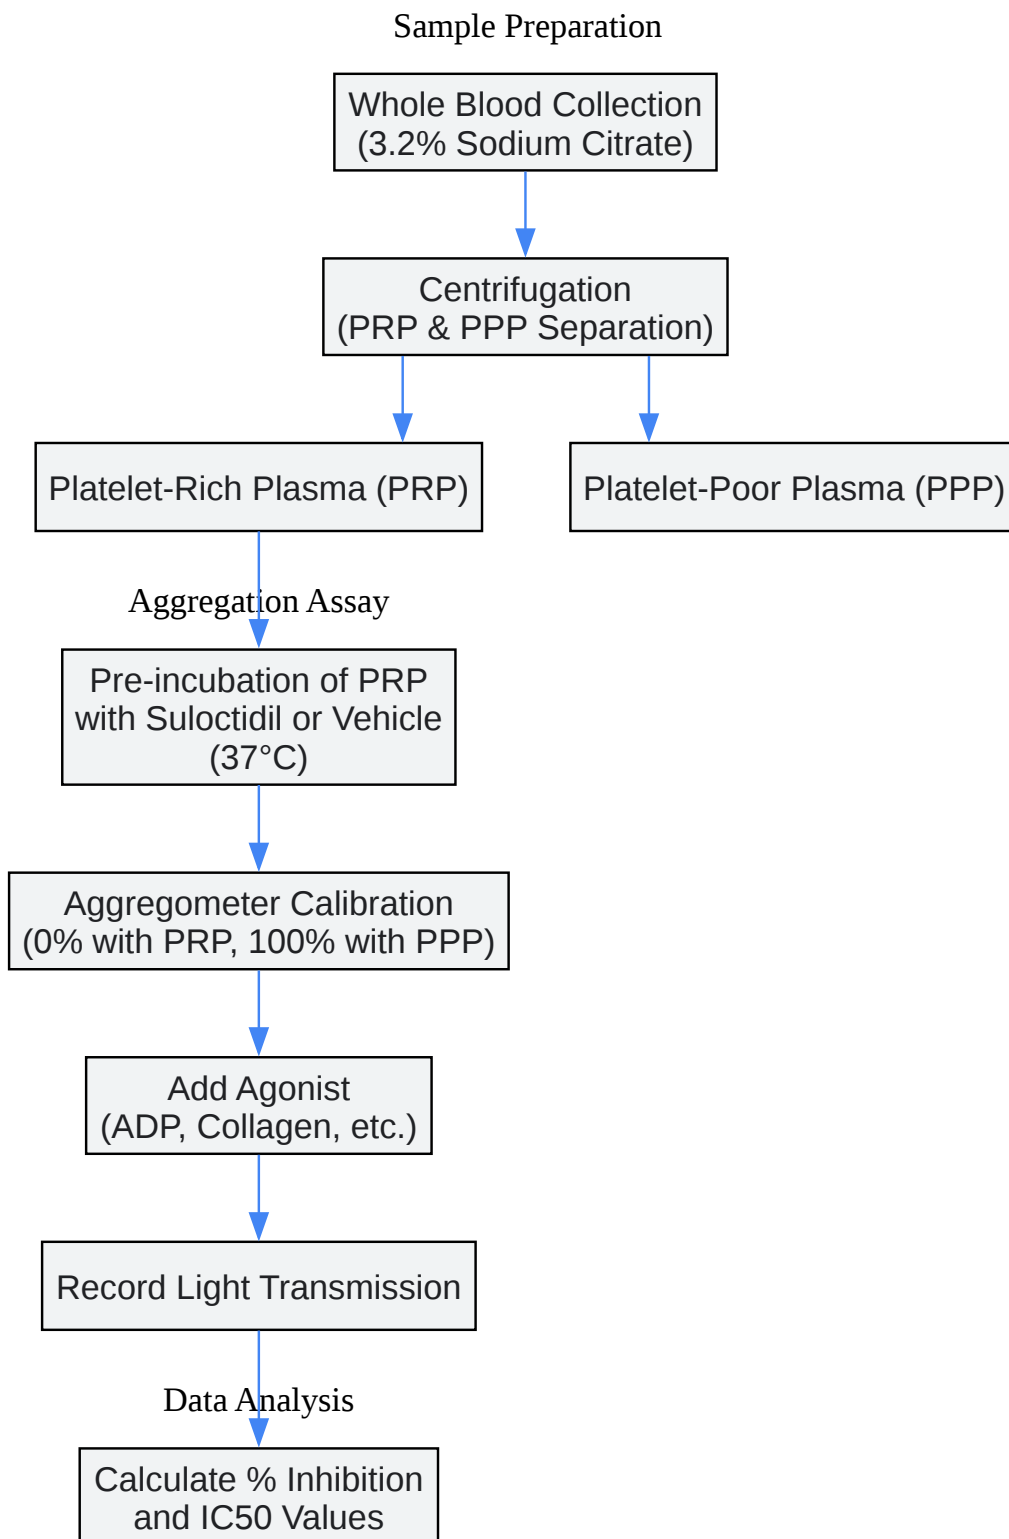 Sample Preparation
Whole Blood Collection
(3.2% Sodium Citrate)
Centrifugation
(PRP & PPP Separation)
Platelet-Rich Plasma (PRP)
Platelet-Poor Plasma (PPP)
Aggregation Assay
Pre-incubation of PRP
with Suloctidil or Vehicle
(37°C)
Aggregometer Calibration
(0% with PRP, 100% with PPP)
Add Agonist
(ADP, Collagen, etc.)
Record Light Transmission
Data Analysis
Calculate % Inhibition
and IC50 Values